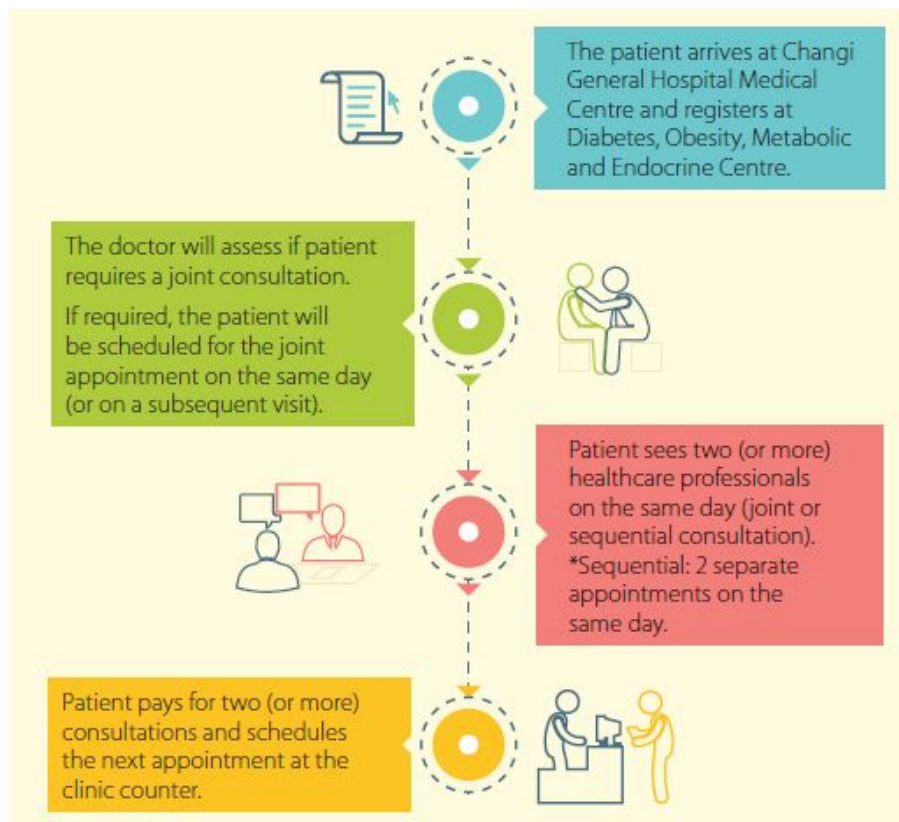 The patient arrives at Changi
General Hospital Medical
Centre and registers at
Diabetes, Obesity, Metabolic
and Endocrine Centre.
The doctor will assess if patient
requires a joint consultation.
If required, the patient will
be scheduled for the joint
appointment on the same day
(or on a subsequent visit).
Patient sees two (or more)
healthcare professionals
on the same day (joint or
sequential consultation).
*Sequential: 2 separate
appointments on the
same day.
Patient pays for two (or more)
consultations and schedules
the next appointment at the
clinic counter.